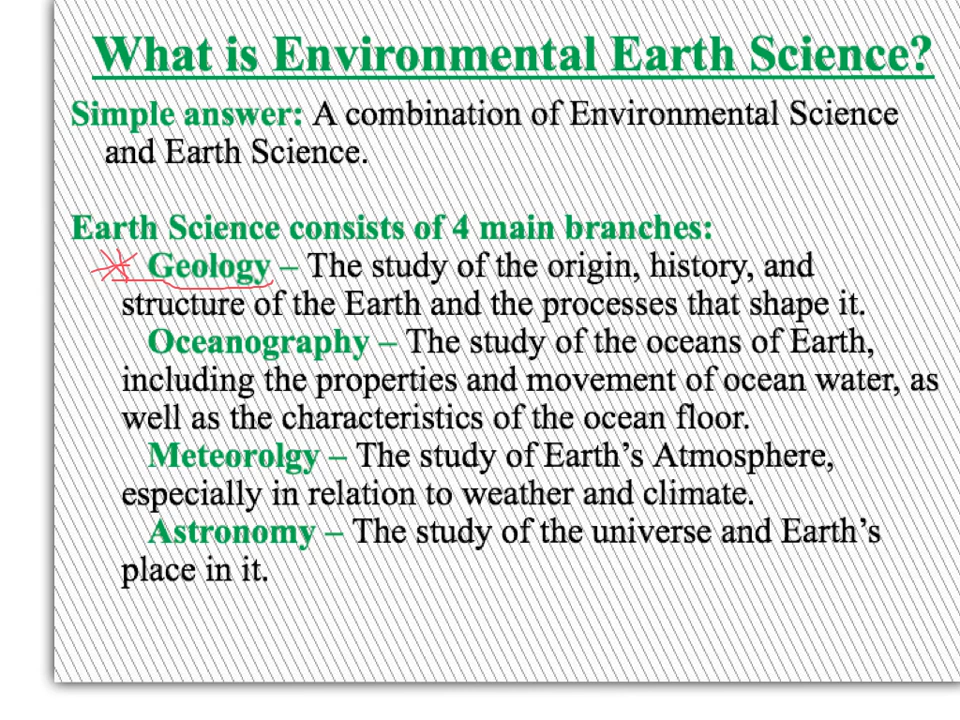 What is Environmental Earth Science?
Simple answer: A combination of Environmental Science
and Earth Science.
Earth Science consists of 4 main branches:
Geology – The study of the origin, history, and
structure of the Earth and the processes that shape it.
Oceanography – The study of the oceans of Earth,
including the properties and movement of ocean water, as
well as the characteristics of the ocean floor.
Meteorolgy – The study of Earth’s Atmosphere,
especially in relation to weather and climate.
Astronomy – The study of the universe and Earth’s
place in it.